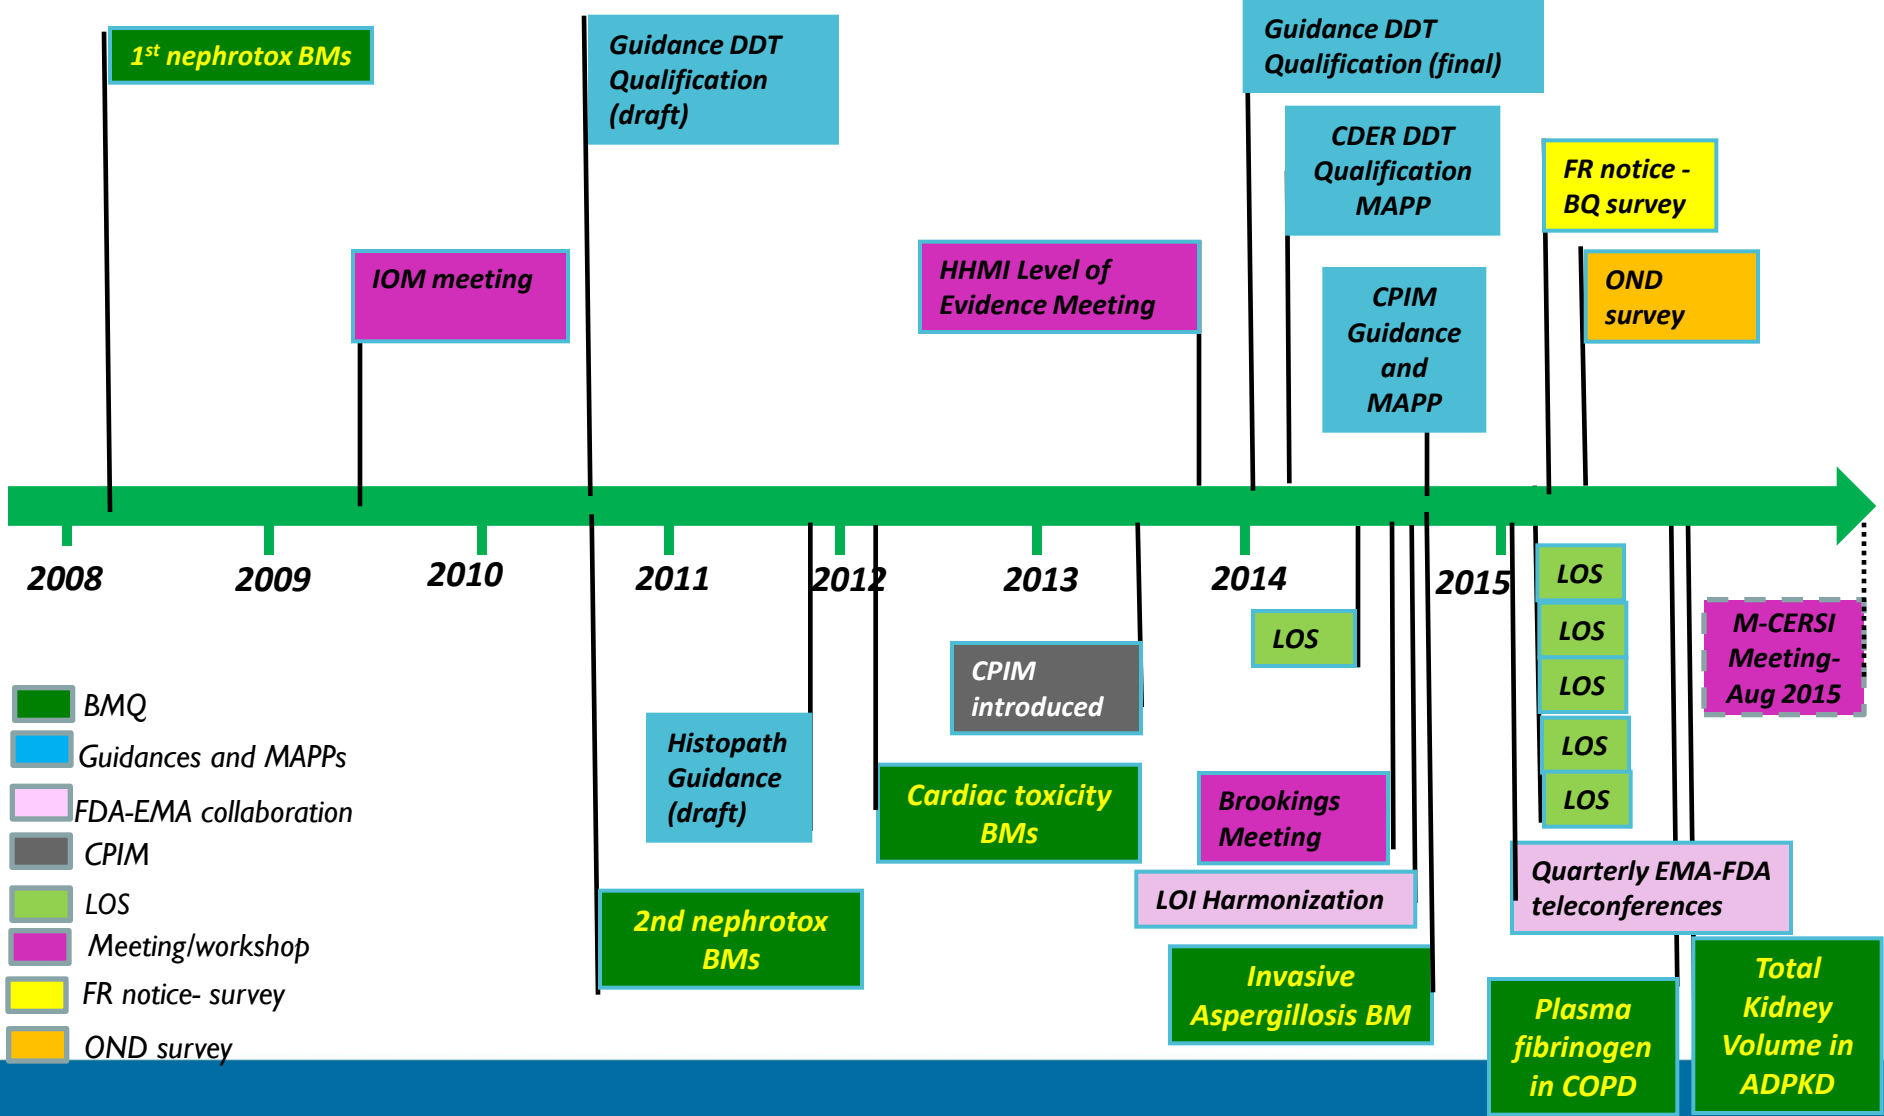 1st nephrotox BMs
Guidance DDT
Qualification
(draft)
Guidance DDT
Qualification (final)
CDER DDT
Qualification
MAPP
FR notice -
BQ survey
IOM meeting
HHMI Level of
Evidence Meeting
CPIM
Guidance
and
MAPP
OND
survey
2008
2009
2010
2011
2012
2013
2014
2015
LOS
LOS
LOS
LOS
LOS
LOS
M-CERSI
Meeting-
Aug 2015
CPIM
introduced
Histopath
Guidance
(draft)
Cardiac toxicity
BMs
Brookings
Meeting
LOI Harmonization
Quarterly EMA-FDA
teleconferences
2nd nephrotox
BMs
Invasive
Aspergillosis BM
Plasma
fibrinogen
in COPD
Total
Kidney
Volume in
ADPKD
BMQ
Guidances and MAPPs
FDA-EMA collaboration
CPIM
LOS
Meeting/workshop
FR notice- survey
OND survey